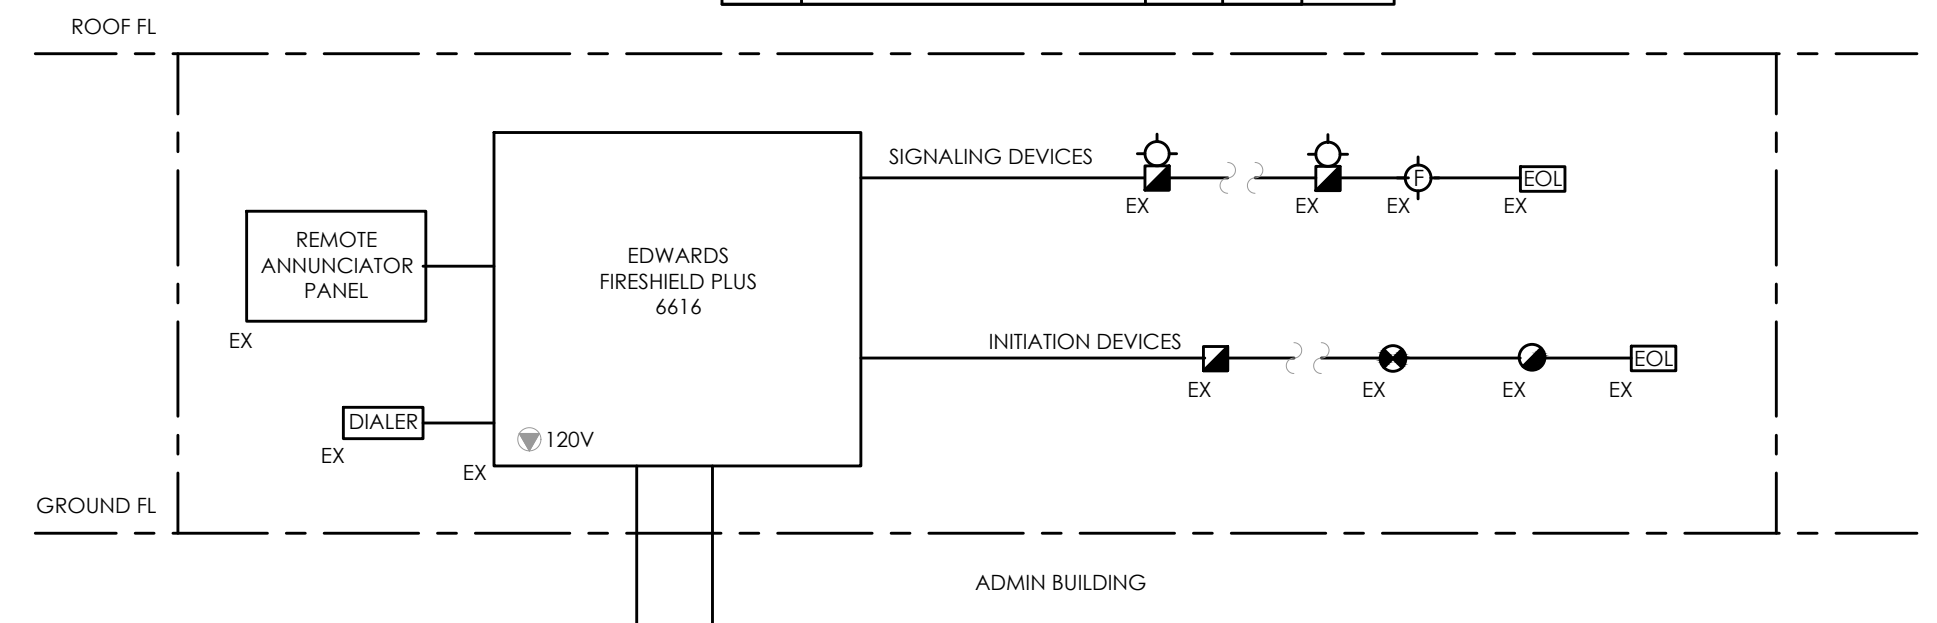 ROOF FL
SIGNALING DEVICES
EX
EX
F
EX
EOL
EX
REMOTE
ANNUNCIATOR
PANEL
EX
EDWARDS
FIRESHIELD PLUS
6616
INITIATION DEVICES
EX
EX
EX
EOL
EX
DIALER
EX
120V
EX
GROUND FL
ADMIN BUILDING